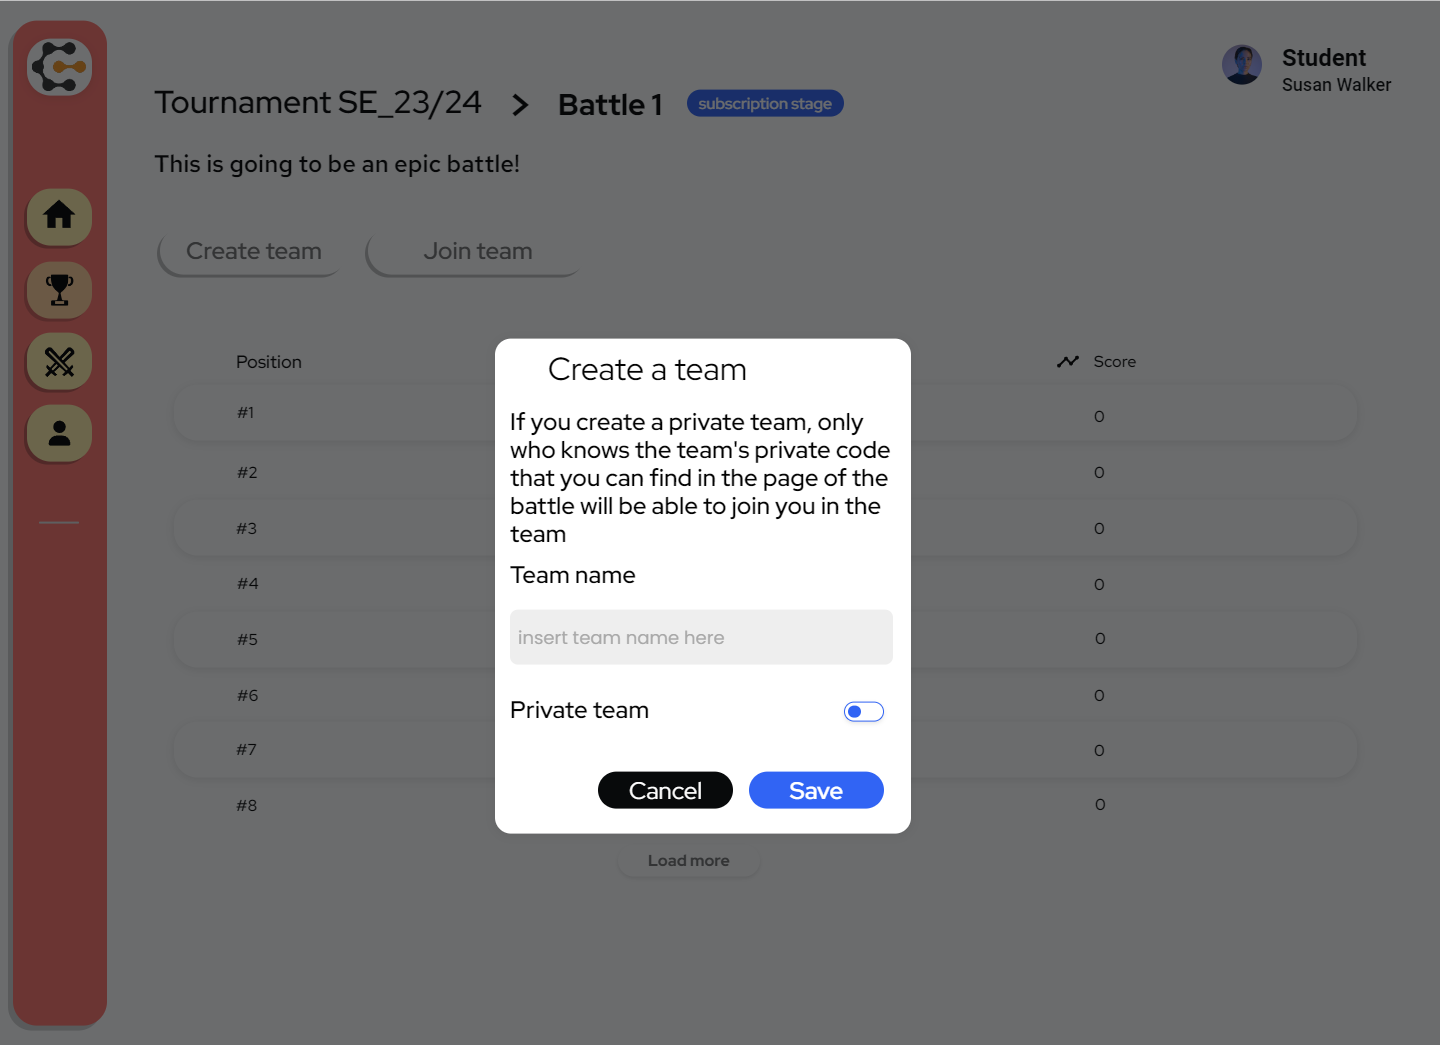 Student
Susan Walker
Tournament SE_23/24 > Battle 1 subscription stage
This is going to be an epic battle!
Create team Join team
Position Score
#1 0
#2 0
#3 0
#4 0
#5 0
#6 0
#7 0
#8 0
Create a team
If you create a private team, only
who knows the team's private code
that you can find in the page of the
battle will be able to join you in the
team
Team name
insert team name here
Private team
Cancel Save
Load more